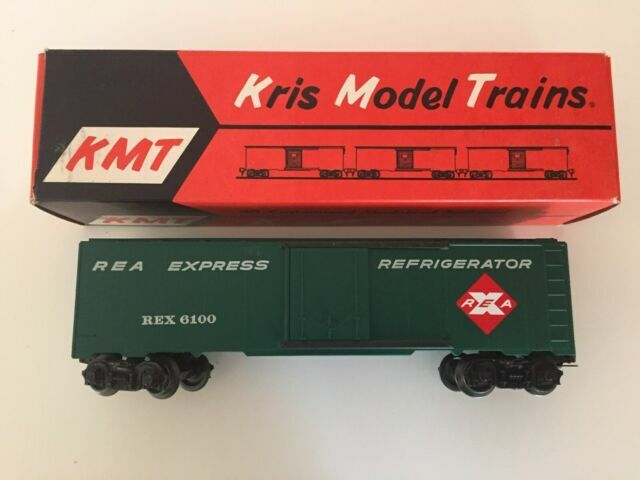 Kris Model Trains®
KMT
KMT
REA EXPRESS
REFRIGERATOR
REX 6100
X
REA